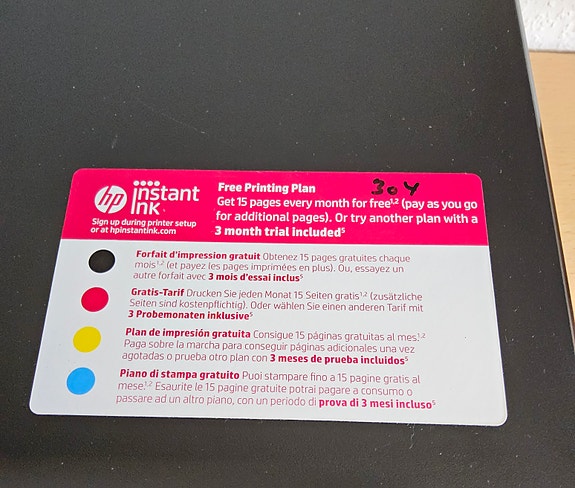 hp instant ink
Sign up during printer setup
or at hpinstantink.com
Free Printing Plan
304
Get 15 pages every month for free¹,² (pay as you go
for additional pages). Or try another plan with a
3 month trial included⁵
Forfait d'impression gratuit Obtenez 15 pages gratuites chaque
mois¹,² (et payez les pages imprimées en plus). Ou, essayez un
autre forfait avec 3 mois d'essai inclus⁵
Gratis-Tarif Drucken Sie jeden Monat 15 Seiten gratis¹,² (zusätzliche
Seiten sind kostenpflichtig). Oder wählen Sie einen anderen Tarif mit
3 Probemonaten inklusive⁵
Plan de impresión gratuita Consigue 15 páginas gratuitas al mes.¹,²
Paga sobre la marcha para conseguir páginas adicionales una vez
agotadas o prueba otro plan con 3 meses de prueba incluidos⁵
Piano di stampa gratuito Puoi stampare fino a 15 pagine gratis al
mese.¹,² Esaurite le 15 pagine gratuite potrai pagare a consumo o
passare ad un altro piano, con un periodo di prova di 3 mesi incluso⁵